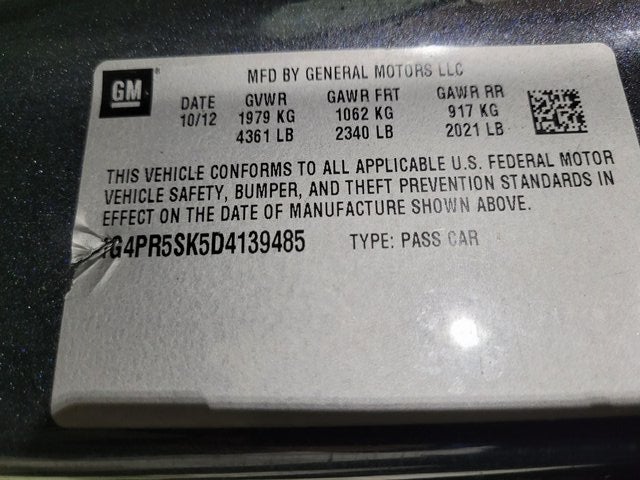 GM
MFD BY GENERAL MOTORS LLC
DATE GVWR GAWR FRT GAWR RR
10/12 1979 KG 1062 KG 917 KG
4361 LB 2340 LB 2021 LB
THIS VEHICLE CONFORMS TO ALL APPLICABLE U.S. FEDERAL MOTOR
VEHICLE SAFETY, BUMPER, AND THEFT PREVENTION STANDARDS IN
EFFECT ON THE DATE OF MANUFACTURE SHOWN ABOVE.
1G4PR5SK5D4139485 TYPE: PASS CAR